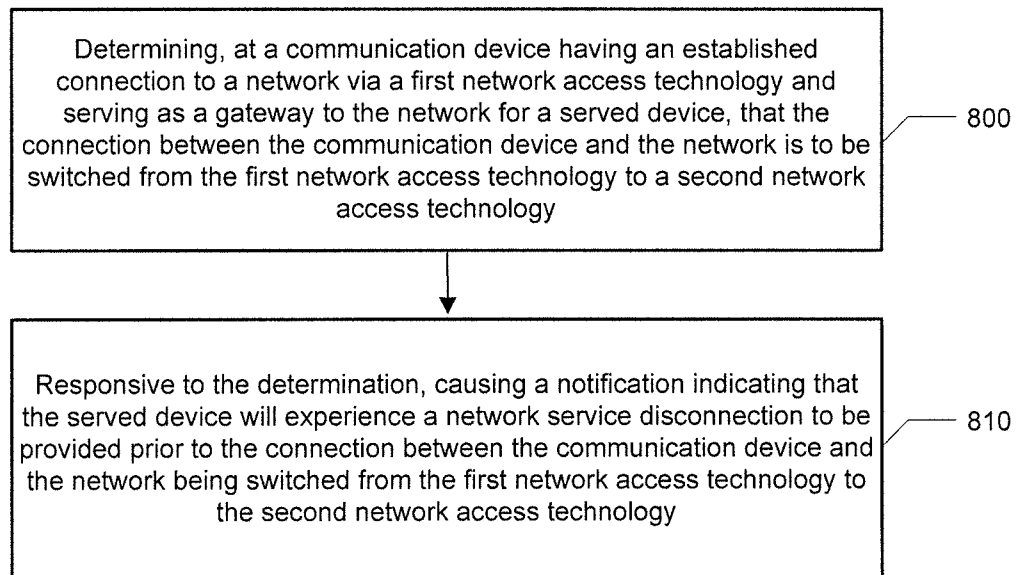 Determining, at a communication device having an established
connection to a network via a first network access technology and
serving as a gateway to the network for a served device, that the
connection between the communication device and the network is to be
switched from the first network access technology to a second network
access technology
800
Responsive to the determination, causing a notification indicating that
the served device will experience a network service disconnection to be
provided prior to the connection between the communication device and
the network being switched from the first network access technology to
the second network access technology
810